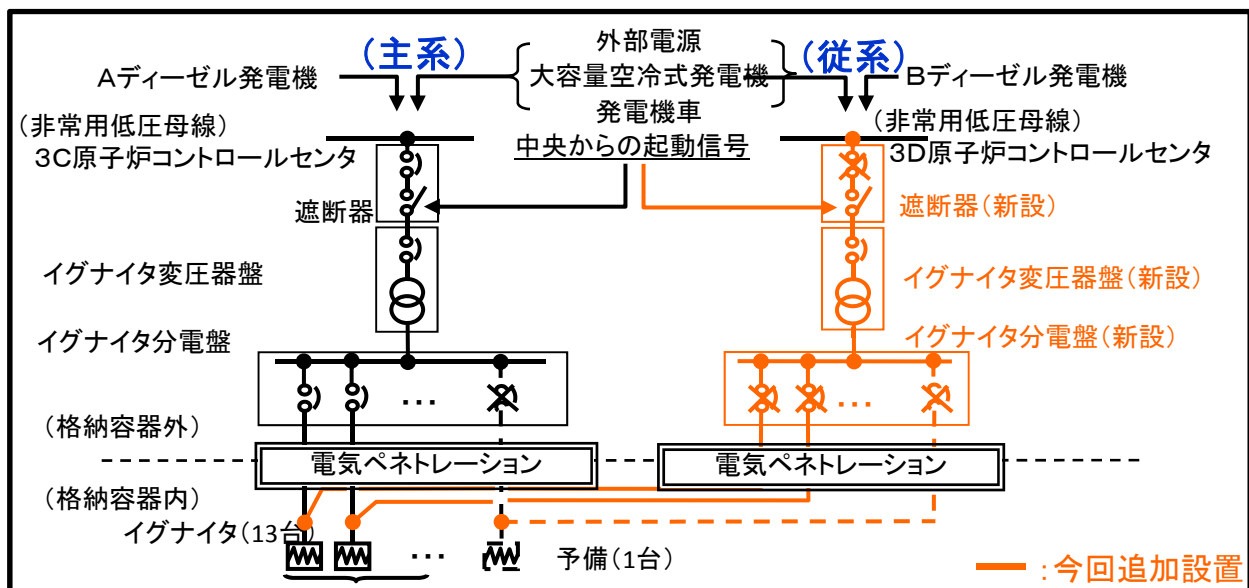 (主系)
外部電源
(従系)
Aディーゼル発電機
大容量空冷式発電機
Bディーゼル発電機
発電機車
(非常用低圧母線)
3C原子炉コントロールセンタ
中央からの起動信号
(非常用低圧母線)
3D原子炉コントロールセンタ
遮断器
遮断器(新設)
イグナイタ変圧器盤
イグナイタ変圧器盤(新設)
イグナイタ分電盤
イグナイタ分電盤(新設)
…
…
(格納容器外)
電気ペネトレーション
電気ペネトレーション
(格納容器内)
イグナイタ(13台)
…
予備(1台)
:今回追加設置